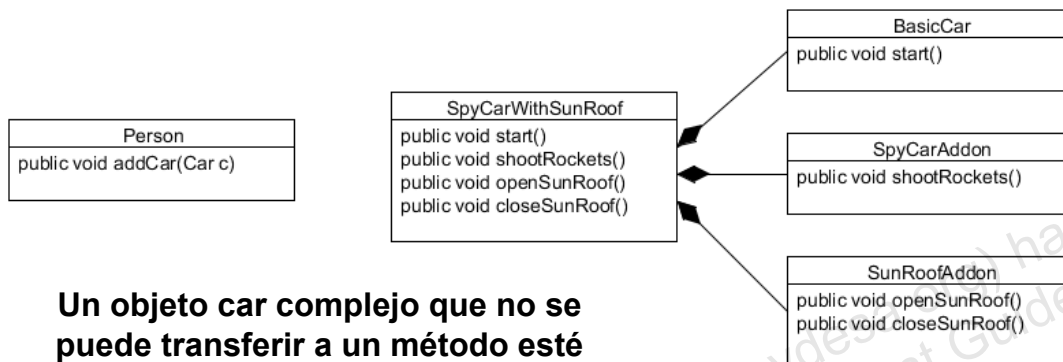 BasicCar
public void start()
SpyCarWithSunRoof
public void start()
public void shootRockets()
public void openSunRoof()
public void closeSunRoof()
Person
public void addCar(Car c)
SpyCarAddon
public void shootRockets()
SunRoofAddon
public void openSunRoof()
public void closeSunRoof()
Un objeto car complejo que no se
puede transferir a un método esté